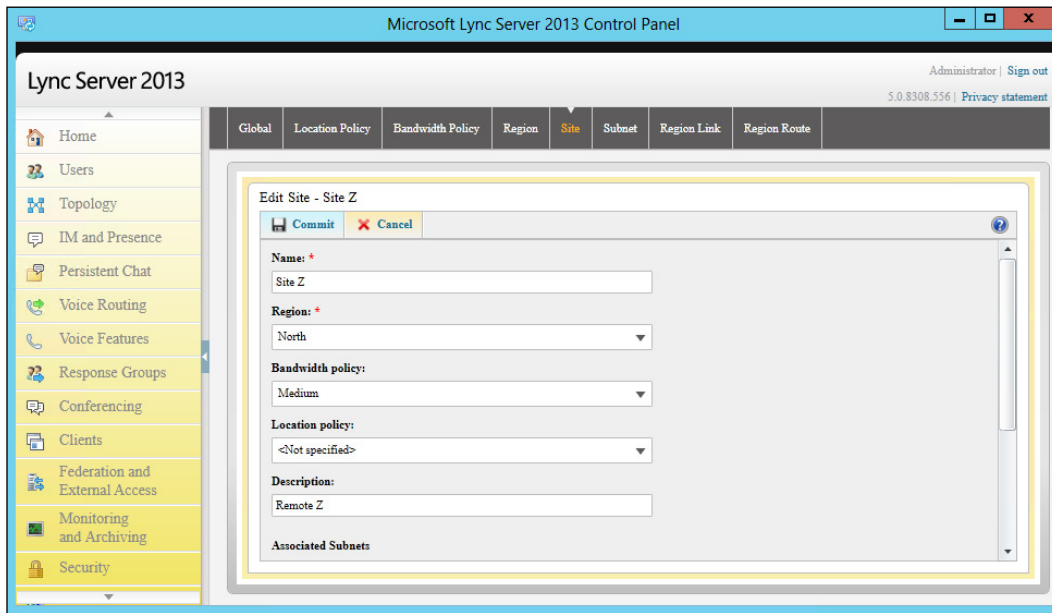 Microsoft Lync Server 2013 Control Panel
Lync Server 2013
Administrator | Sign out
5.0.8308.556 | Privacy statement
Home
Users
Topology
IM and Presence
Persistent Chat
Voice Routing
Voice Features
Response Groups
Conferencing
Clients
Federation and
External Access
Monitoring
and Archiving
Security
Global Location Policy Bandwidth Policy Region Site Subnet Region Link Region Route
Edit Site - Site Z
Commit Cancel
Name: *
Site Z
Region: *
North
Bandwidth policy:
Medium
Location policy:
<Not specified>
Description:
Remote Z
Associated Subnets